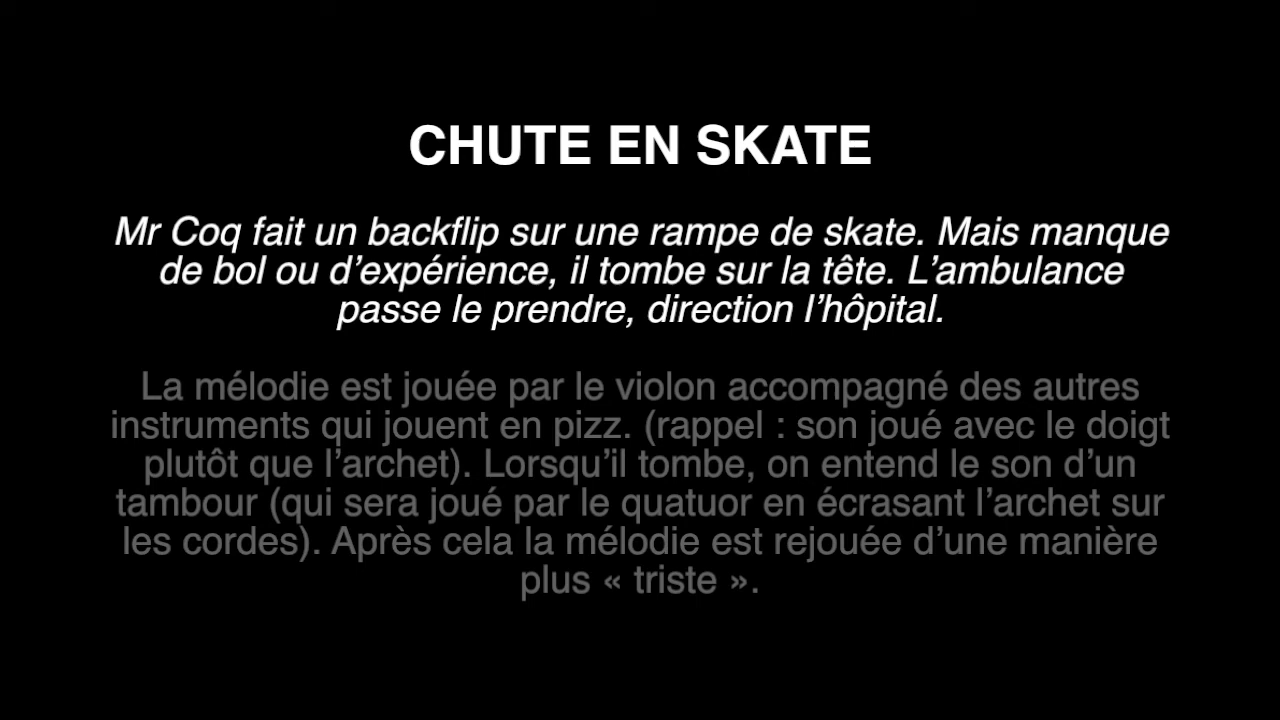 CHUTE EN SKATE
Mr Coq fait un backflip sur une rampe de skate. Mais manque
de bol ou d’expérience, il tombe sur la tête. L’ambulance
passe le prendre, direction l’hôpital.
La mélodie est jouée par le violon accompagné des autres
instruments qui jouent en pizz. (rappel : son joué avec le doigt
plutôt que l’archet). Lorsqu’il tombe, on entend le son d’un
tambour (qui sera joué par le quatuor en écrasant l’archet sur
les cordes). Après cela la mélodie est rejouée d’une manière
plus « triste ».